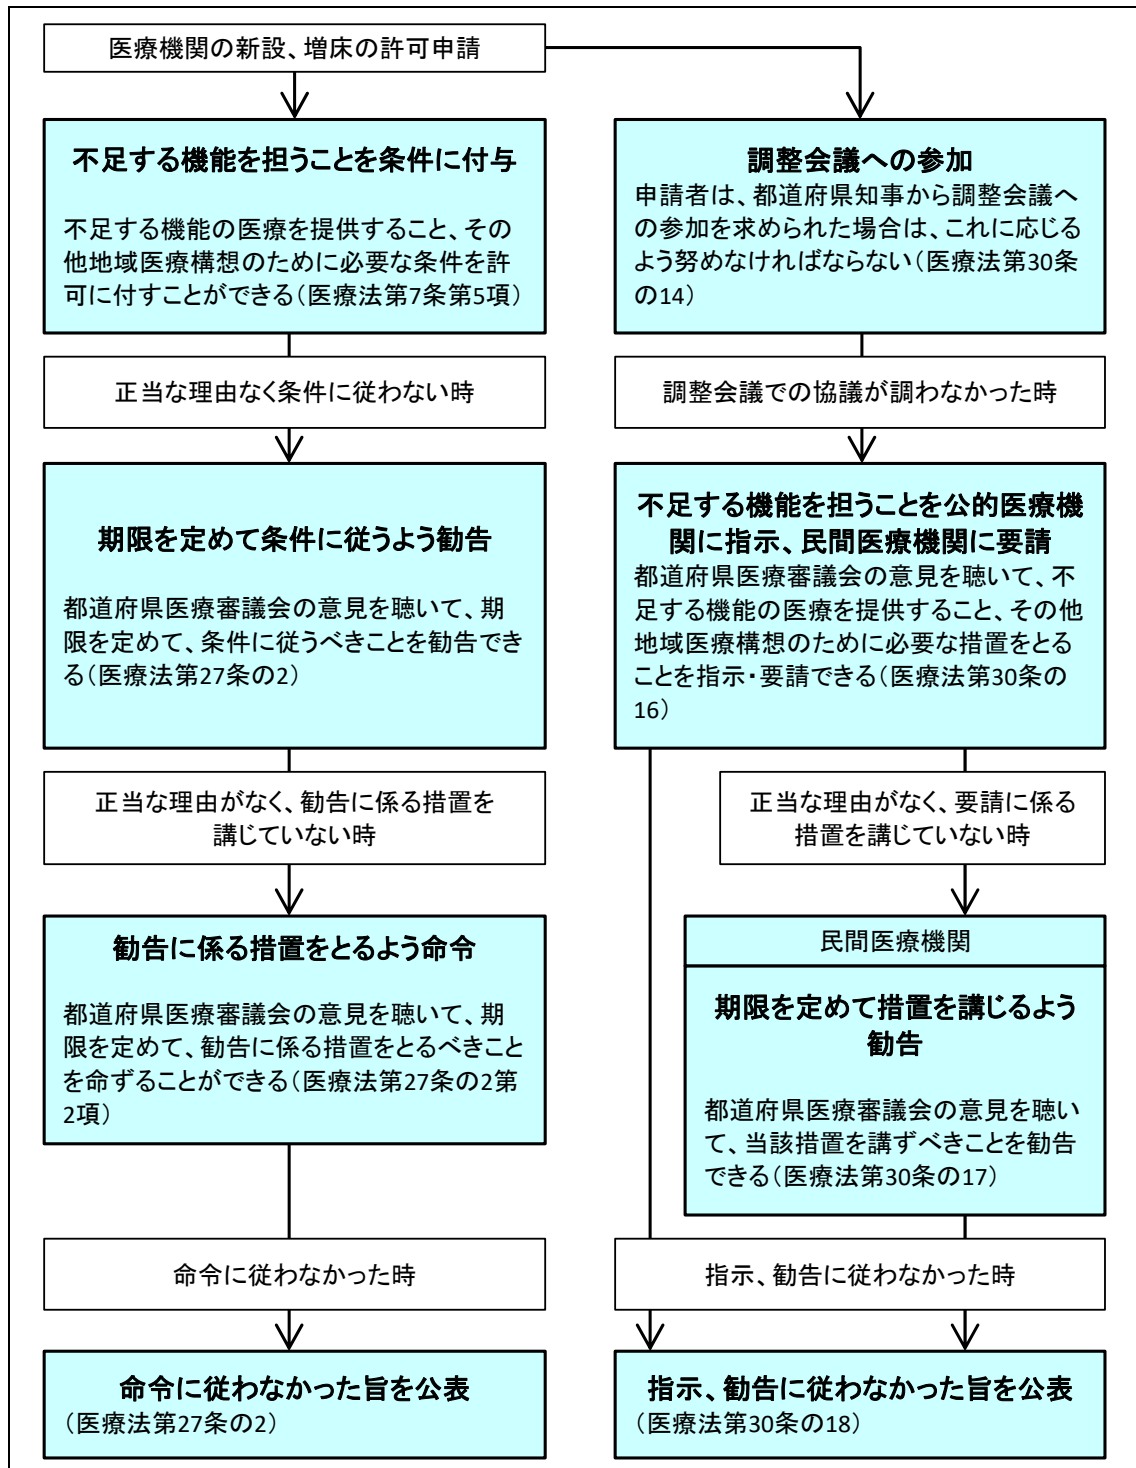 医療機関の新設、増床の許可申請
不足する機能を担うことを条件に付与
不足する機能の医療を提供すること、その
他地域医療構想のために必要な条件を許
可に付すことができる（医療法第7条第5項）
正当な理由なく条件に従わない時
期限を定めて条件に従うよう勧告
都道府県医療審議会の意見を聴いて、期
限を定めて、条件に従うべきことを勧告でき
る（医療法第27条の2）
正当な理由がなく、勧告に係る措置を
講じていない時
勧告に係る措置をとるよう命令
都道府県医療審議会の意見を聴いて、期
限を定めて、勧告に係る措置をとるべきこと
を命ずることができる（医療法第27条の2第
2項）
命令に従わなかった時
命令に従わなかった旨を公表
（医療法第27条の2）
調整会議への参加
申請者は、都道府県知事から調整会議へ
の参加を求められた場合は、これに応じる
よう努めなければならない（医療法第30条
の14）
調整会議での協議が調わなかった時
不足する機能を担うことを公的医療機
関に指示、民間医療機関に要請
都道府県医療審議会の意見を聴いて、不
足する機能の医療を提供すること、その他
地域医療構想のために必要な措置をとる
ことを指示・要請できる（医療法第30条の
16）
正当な理由がなく、要請に係る
措置を講じていない時
民間医療機関
期限を定めて措置を講じるよう
勧告
都道府県医療審議会の意見を聴い
て、当該措置を講ずべきことを勧告
できる（医療法第30条の17）
指示、勧告に従わなかった時
指示、勧告に従わなかった旨を公表
（医療法第30条の18）